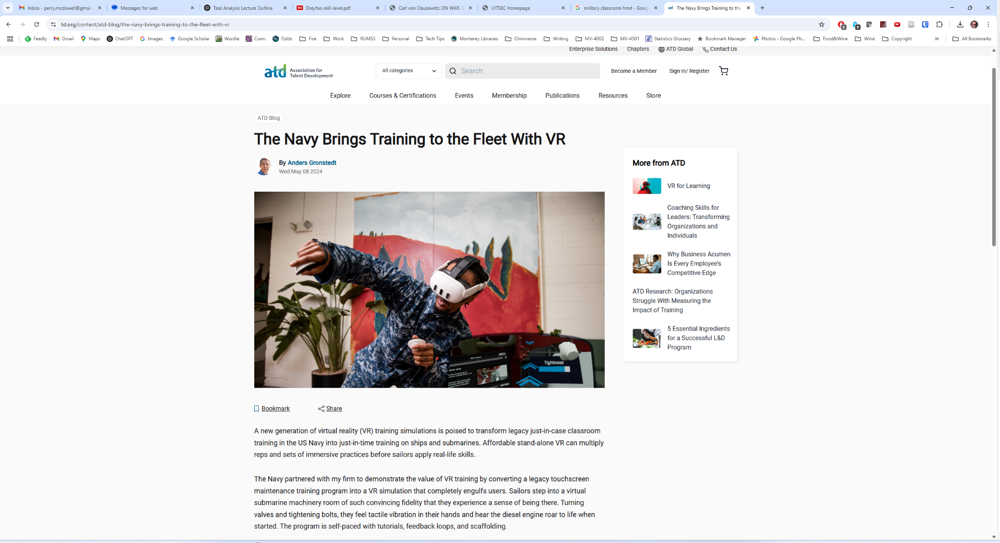 Inbox - perry.mcdowell@gmail.
Messages for web
Task Analysis Lecture Outline
Dreyfus-skill-level.pdf
Carl von Clausewitz: ON WAR.
I/ITSEC Homepage
military classroom hmd - Goog
The Navy Brings Training to the
td.org/content/atd-blog/the-navy-brings-training-to-the-fleet-with-vr
Feedly
Gmail
Maps
ChatGPT
Images
Google Scholar
Wordle
Conn.
Odds
Fire
Work
RUMSS
Personal
Tech Tips
Monterey Libraries
Omniverse
Writing
MV-4002
MV-4501
Statistics Glossary
Bookmark Manager
Photos - Google Ph...
Food&Wine
Wine
Copyright
All Bookmarks
Enterprise Solutions
Chapters
ATD Global
Contact Us
atd Association for
Talent Development
All categories
Search
Become a Member
Sign In/ Register
Explore
Courses & Certifications
Events
Membership
Publications
Resources
Store
ATD Blog
The Navy Brings Training to the Fleet With VR
By Anders Gronstedt
Wed May 08 2024
Tightness
Bookmark
Share
A new generation of virtual reality (VR) training simulations is poised to transform legacy just-in-case classroom
training in the US Navy into just-in-time training on ships and submarines. Affordable stand-alone VR can multiply
reps and sets of immersive practices before sailors apply real-life skills.
The Navy partnered with my firm to demonstrate the value of VR training by converting a legacy touchscreen
maintenance training program into a VR simulation that completely engulfs users. Sailors step into a virtual
submarine machinery room of such convincing fidelity that they experience a sense of being there. Turning
valves and tightening bolts, they feel tactile vibration in their hands and hear the diesel engine roar to life when
started. The program is self-paced with tutorials, feedback loops, and scaffolding.
More from ATD
VR for Learning
Coaching Skills for
Leaders: Transforming
Organizations and
Individuals
Why Business Acumen
Is Every Employee's
Competitive Edge
ATD Research: Organizations
Struggle With Measuring the
Impact of Training
5 Essential Ingredients
for a Successful L&D
Program